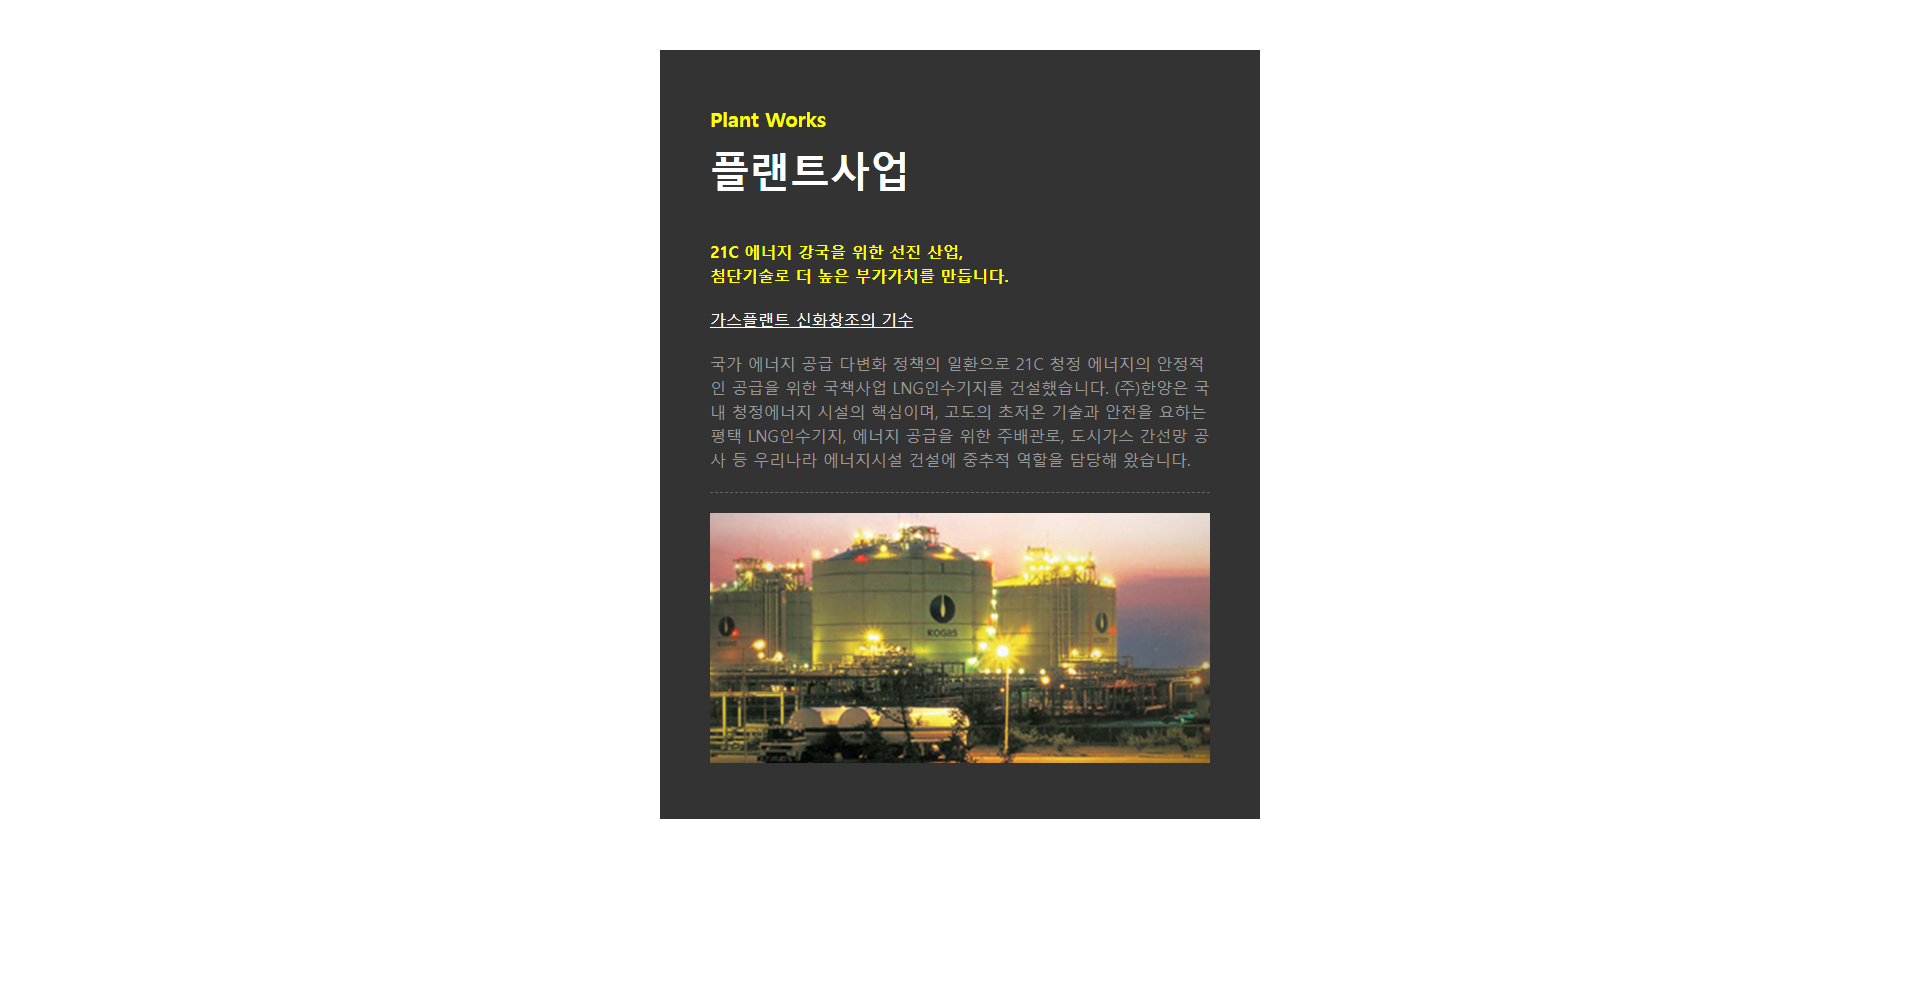 Plant Works
플랜트사업
21C 에너지 강국을 위한 선진 산업,
첨단기술로 더 높은 부가가치를 만듭니다.
가스플랜트 신화창조의 기수
국가 에너지 공급 다변화 정책의 일환으로 21C 청정 에너지의 안정적
인 공급을 위한 국책사업 LNG인수기지를 건설했습니다. (주)한양은 국
내 청정에너지 시설의 핵심이며, 고도의 초저온 기술과 안전을 요하는
평택 LNG인수기지, 에너지 공급을 위한 주배관로, 도시가스 간선망 공
사 등 우리나라 에너지시설 건설에 중추적 역할을 담당해 왔습니다.
1
KOGAS
KOGAS
KOGAS